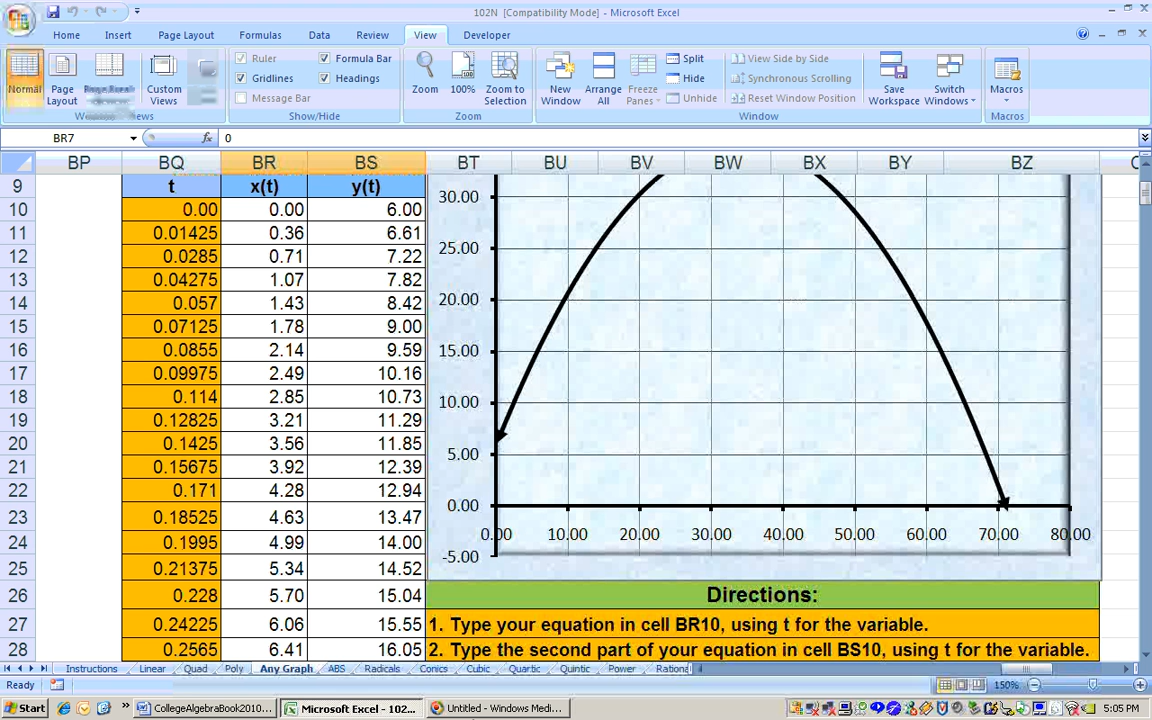 102N [Compatibility Mode] - Microsoft Excel
Home Insert Page Layout Formulas Data Review View Developer
Normal Page Layout Custom Views
Ruler Formula Bar
Gridlines Headings
Message Bar
Show/Hide
Zoom 100% Zoom to Selection
Zoom
New Window Arrange All Freeze Panes
Split Hide Unhide
View Side by Side
Synchronous Scrolling
Reset Window Position
Window
Save Workspace Switch Windows
Macros
Macros
BR7 fx 0
BP BQ BR BS BT BU BV BW BX BY BZ
9 t x(t) y(t)
10 0.00 0.00 6.00
11 0.01425 0.36 6.61
12 0.0285 0.71 7.22
13 0.04275 1.07 7.82
14 0.057 1.43 8.42
15 0.07125 1.78 9.00
16 0.0855 2.14 9.59
17 0.09975 2.49 10.16
18 0.114 2.85 10.73
19 0.12825 3.21 11.29
20 0.1425 3.56 11.85
21 0.15675 3.92 12.39
22 0.171 4.28 12.94
23 0.18525 4.63 13.47
24 0.1995 4.99 14.00
25 0.21375 5.34 14.52
26 0.228 5.70 15.04
27 0.24225 6.06 15.55
28 0.2565 6.41 16.05
30.00
25.00
20.00
15.00
10.00
5.00
0.00
-5.00
0.00 10.00 20.00 30.00 40.00 50.00 60.00 70.00 80.00
Directions:
1. Type your equation in cell BR10, using t for the variable.
2. Type the second part of your equation in cell BS10, using t for the variable.
Instructions Linear Quad Poly Any Graph ABS Radicals Conics Cubic Quartic Quintic Power Rationa
Ready 150%
Start CollegeAlgebraBook2010... Microsoft Excel - 102... Untitled - Windows Medi... 5:05 PM